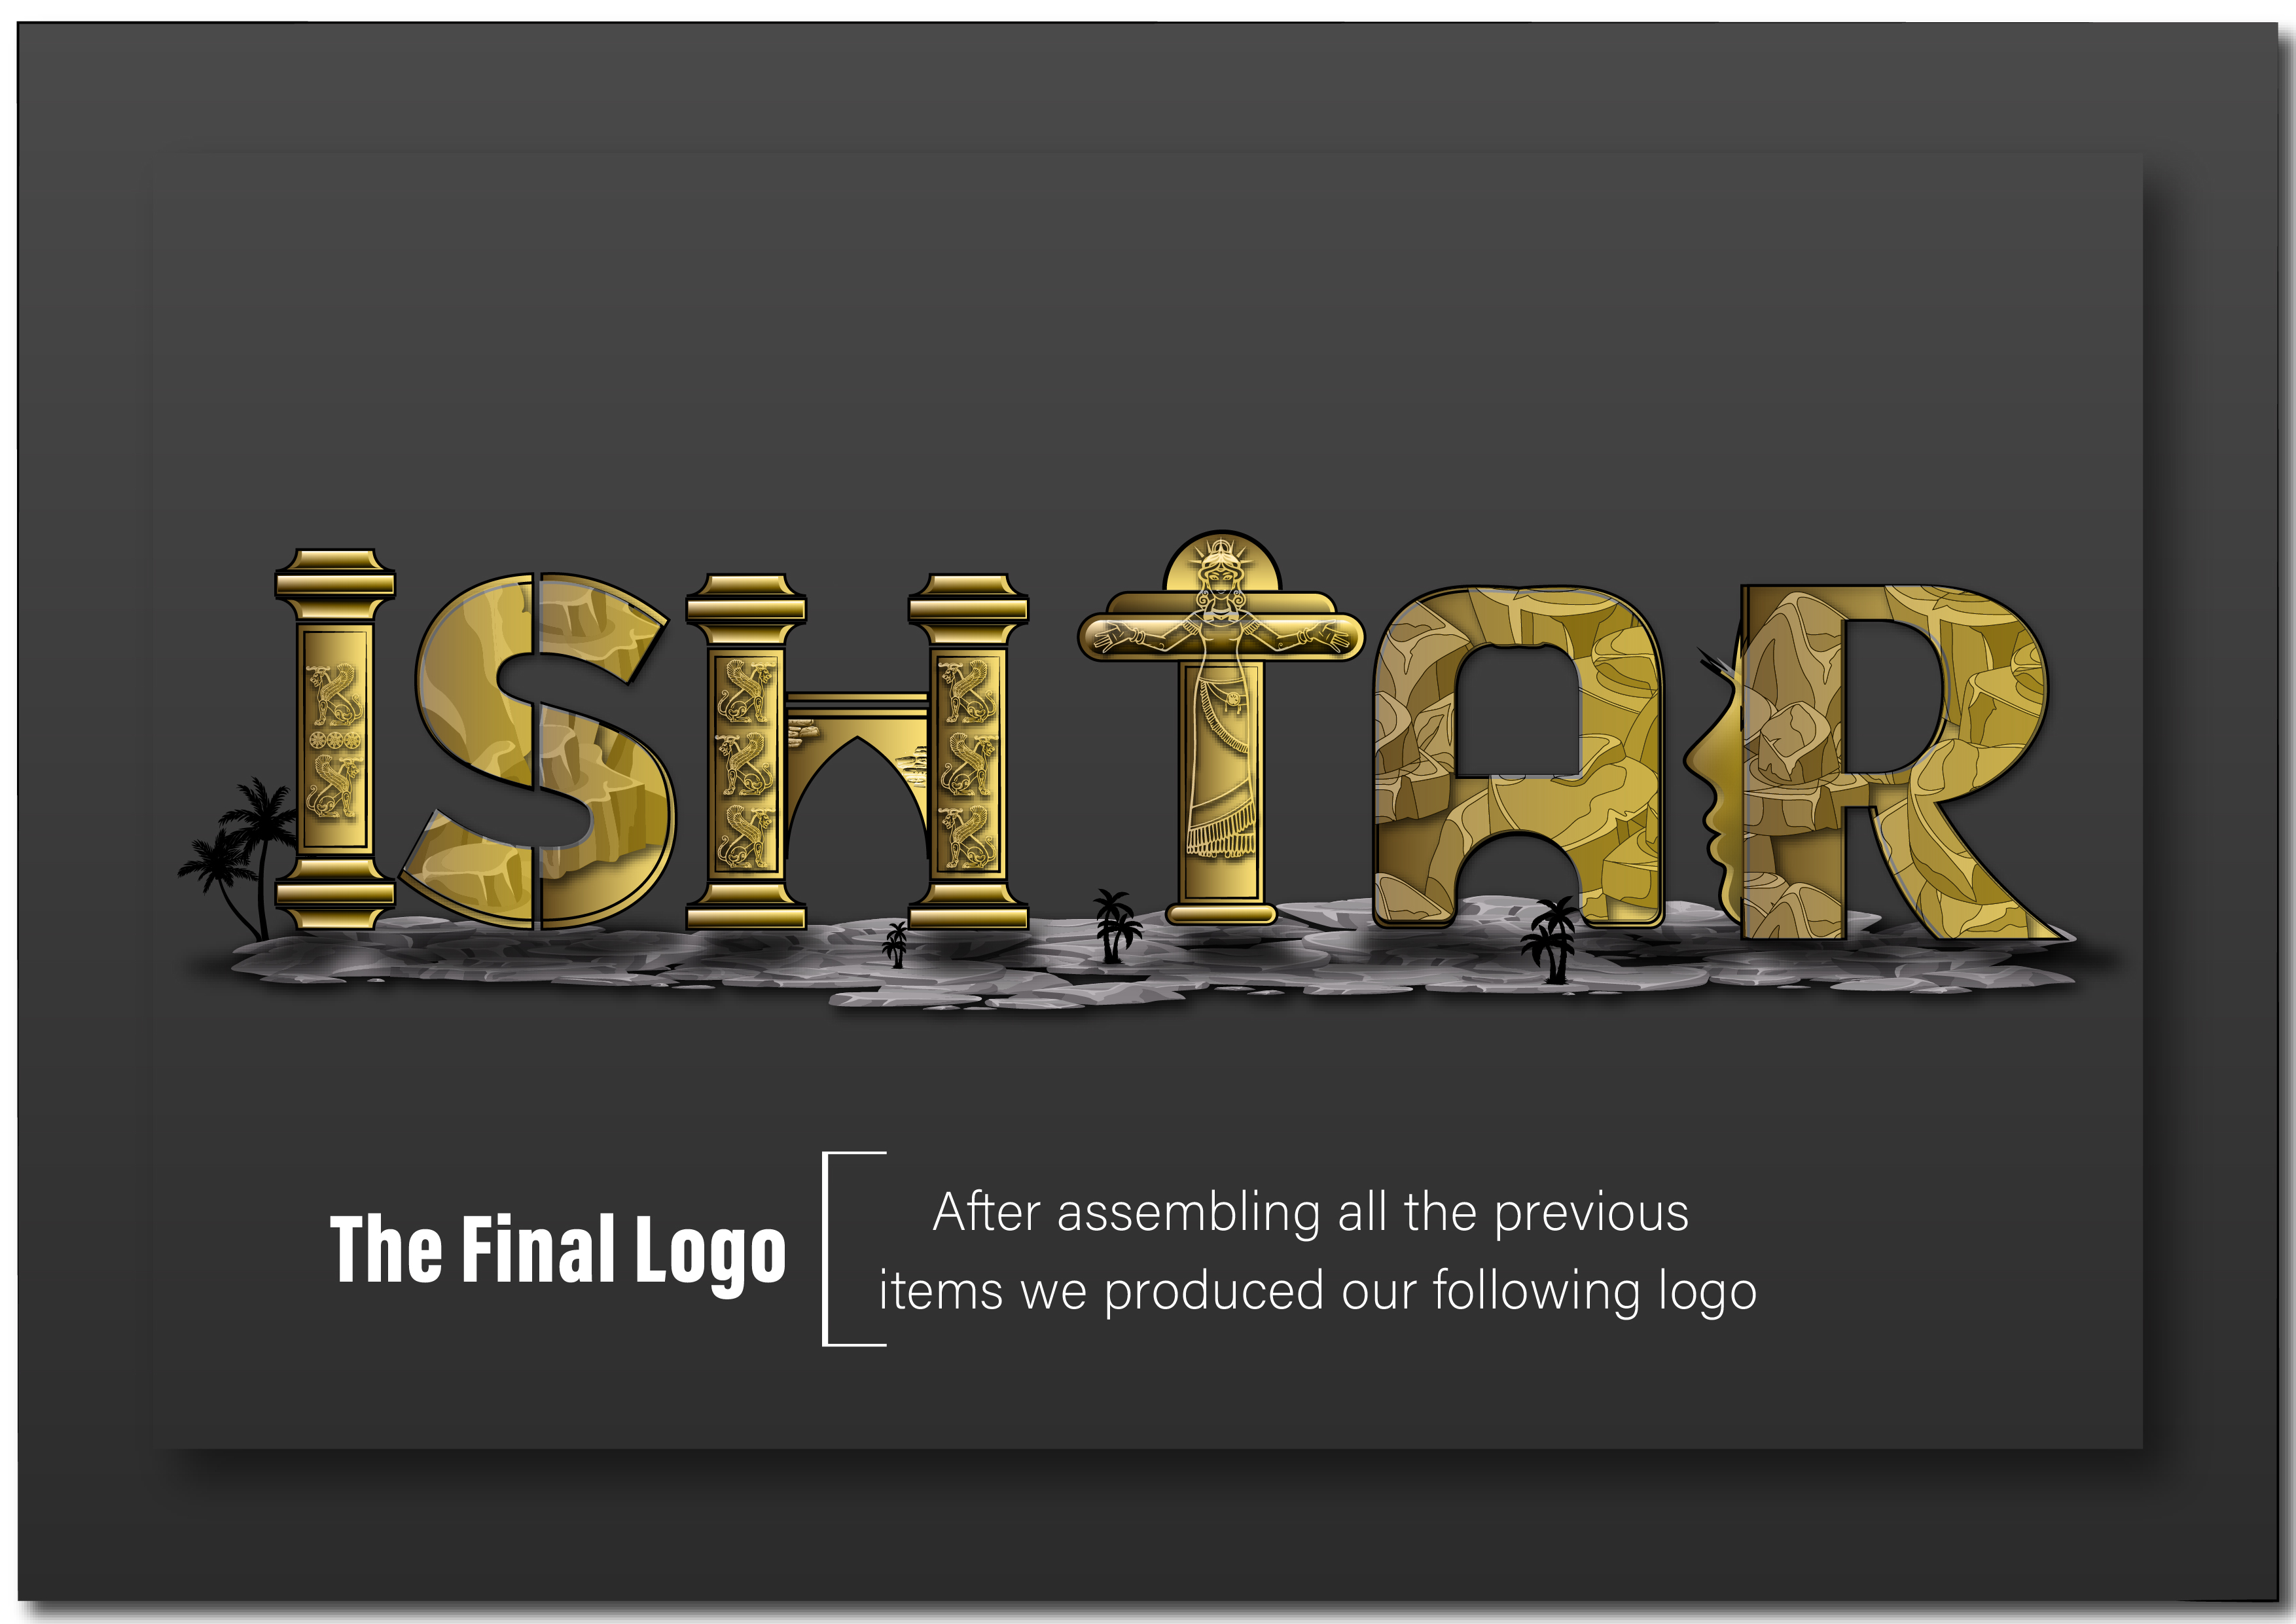 ISHTAR
The Final Logo
After assembling all the previous
items we produced our following logo